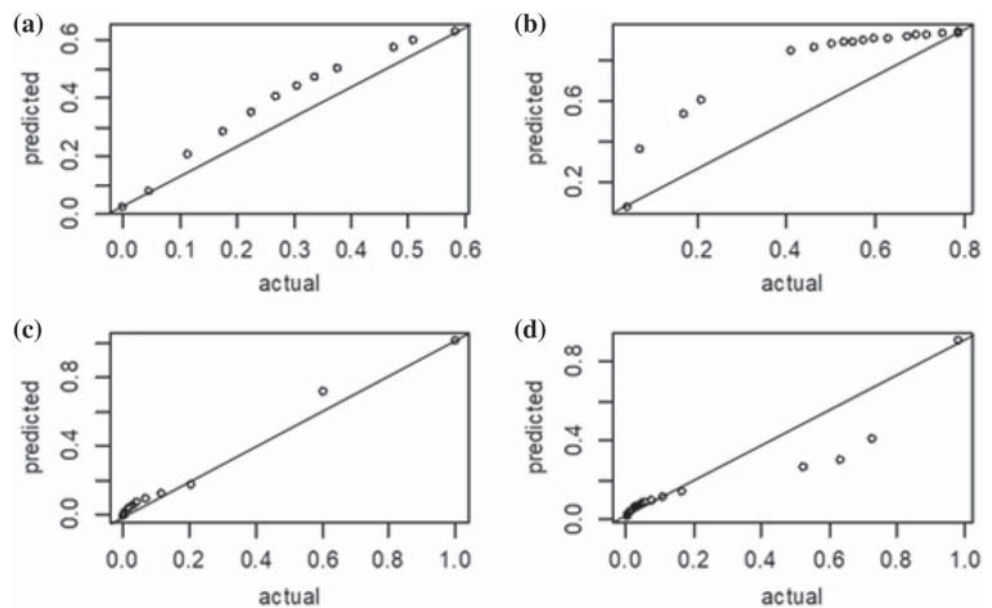 (a)
predicted
0.0 0.2 0.4 0.6
0.0 0.1 0.2 0.3 0.4 0.5 0.6
actual
(b)
predicted
0.2 0.6
0.2 0.4 0.6 0.8
actual
(c)
predicted
0.0 0.4 0.8
0.0 0.2 0.4 0.6 0.8 1.0
actual
(d)
predicted
0.0 0.4 0.8
0.0 0.2 0.4 0.6 0.8 1.0
actual